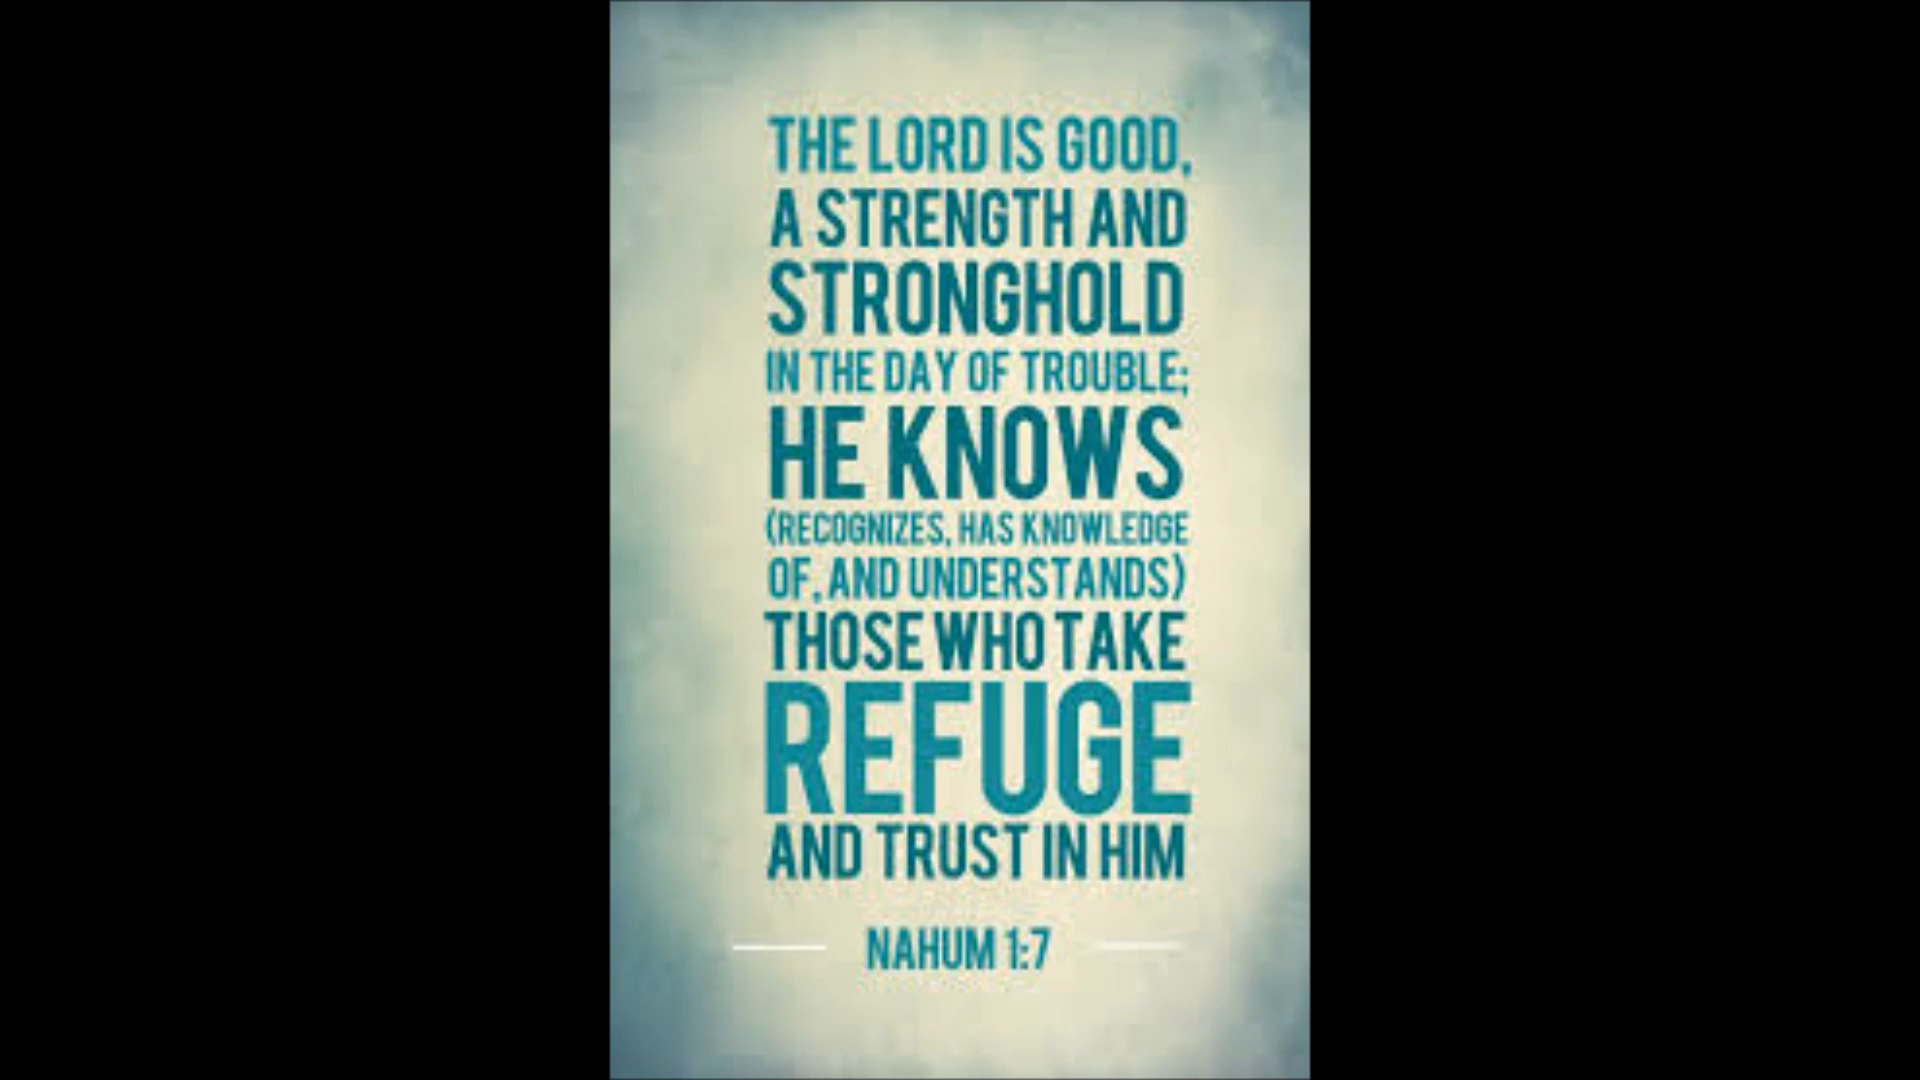 THE LORD IS GOOD,
A STRENGTH AND
STRONGHOLD
IN THE DAY OF TROUBLE;
HE KNOWS
(RECOGNIZES, HAS KNOWLEDGE
OF, AND UNDERSTANDS)
THOSE WHO TAKE
REFUGE
AND TRUST IN HIM
NAHUM 1:7